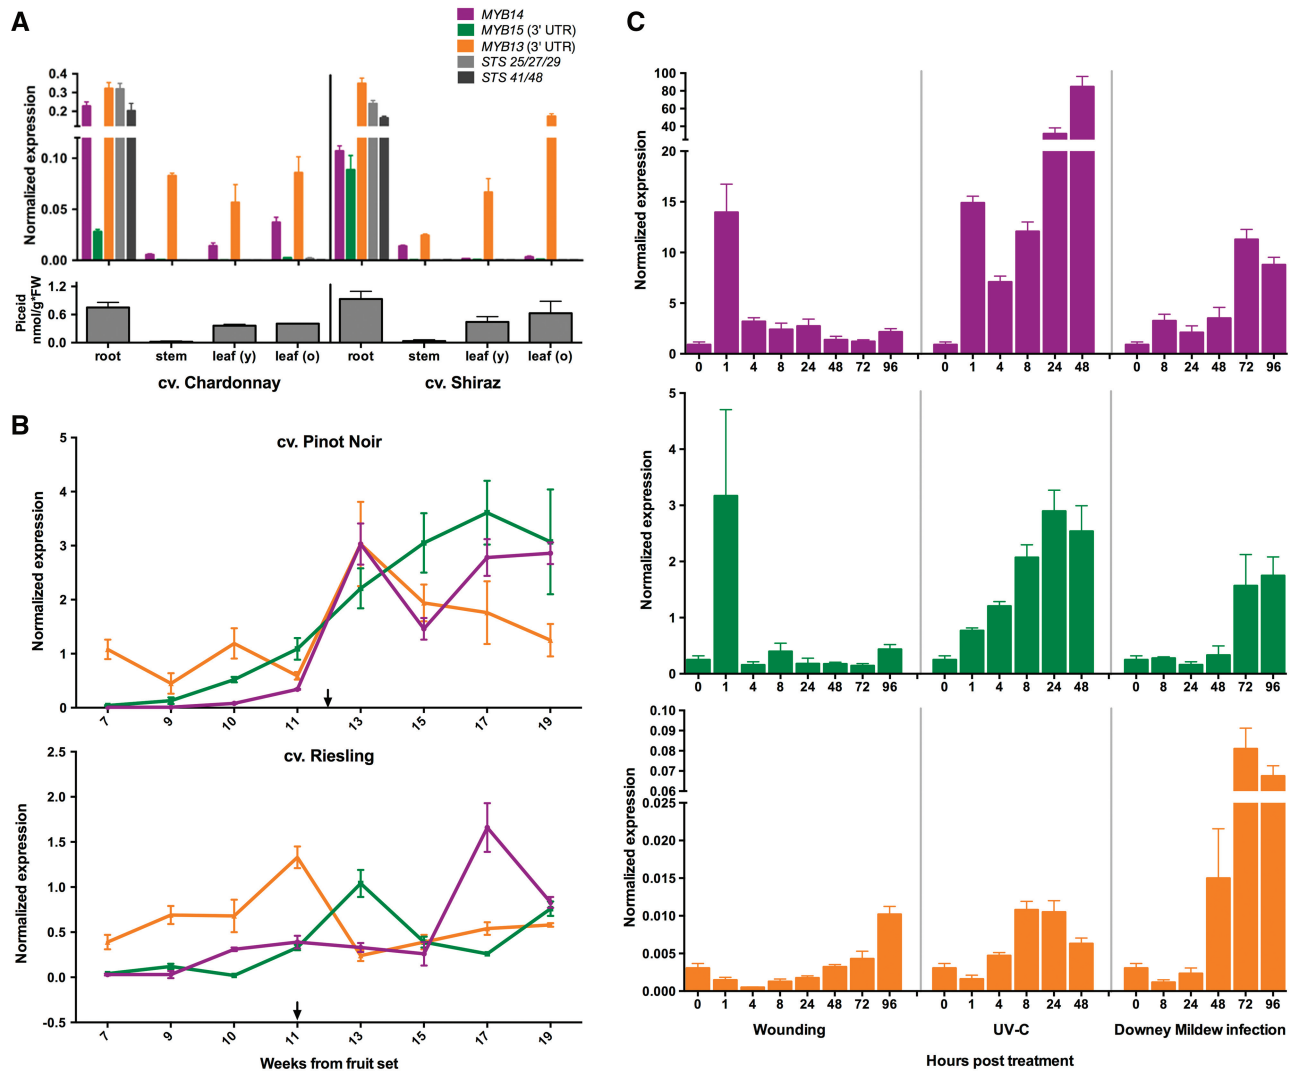 A
MYB14
MYB15 (3' UTR)
MYB13 (3' UTR)
STS 25/27/29
STS 41/48
Normalized expression
0.4
0.3
0.2
0.10
0.05
0.00
Piceid
nmol/g*FW
1.2
0.6
0.0
root stem leaf (y) leaf (o) root stem leaf (y) leaf (o)
cv. Chardonnay cv. Shiraz
B
cv. Pinot Noir
Normalized expression
5
4
3
2
1
0
7 9 10 11 13 15 17 19
cv. Riesling
Normalized expression
2.5
2.0
1.5
1.0
0.5
0.0
-0.5
7 9 10 11 13 15 17 19
Weeks from fruit set
C
Normalized expression
100
80
60
40
20
15
10
5
0
0 1 4 8 24 48 72 96 0 1 4 8 24 48 0 8 24 48 72 96
Normalized expression
5
4
3
2
1
0
0 1 4 8 24 48 72 96 0 1 4 8 24 48 0 8 24 48 72 96
Normalized expression
0.10
0.09
0.08
0.07
0.06
0.025
0.020
0.015
0.010
0.005
0.000
0 1 4 8 24 48 72 96 0 1 4 8 24 48 0 8 24 48 72 96
Wounding UV-C Downey Mildew infection
Hours post treatment